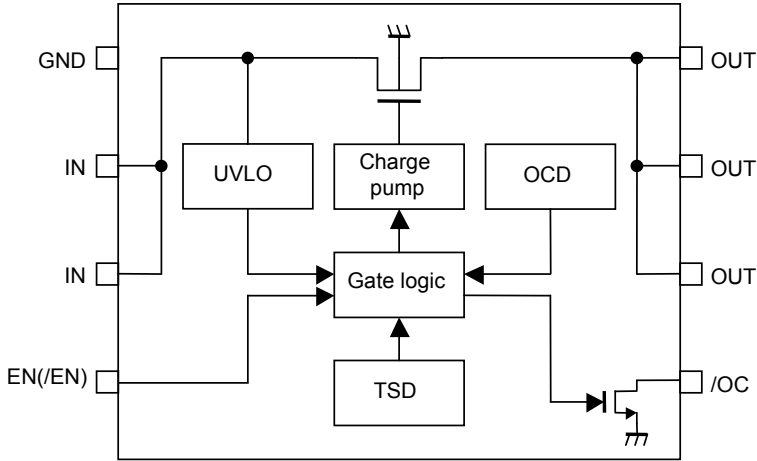 GND
OUT
IN
UVLO
Charge
pump
OCD
OUT
IN
Gate logic
OUT
EN(/EN)
TSD
/OC